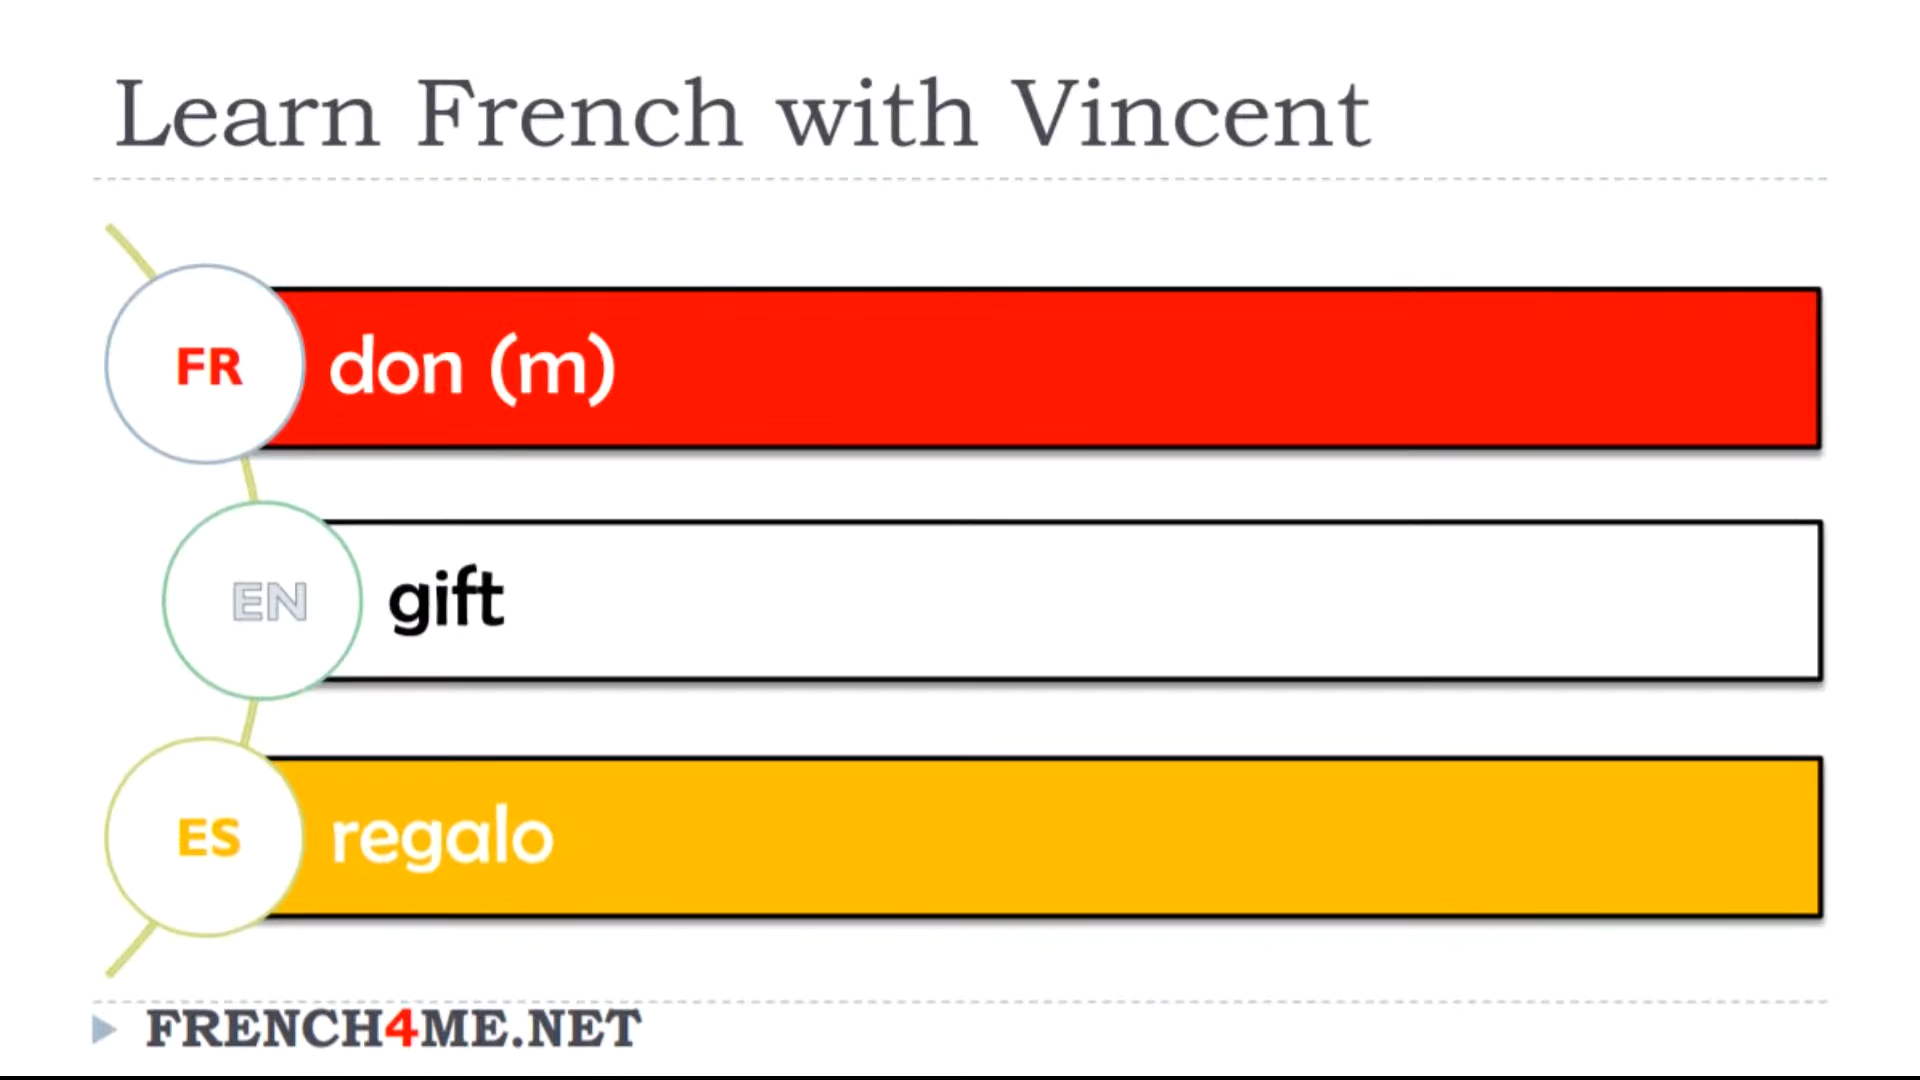 Learn French with Vincent
FR don (m)
EN gift
ES regalo
FRENCH4ME.NET